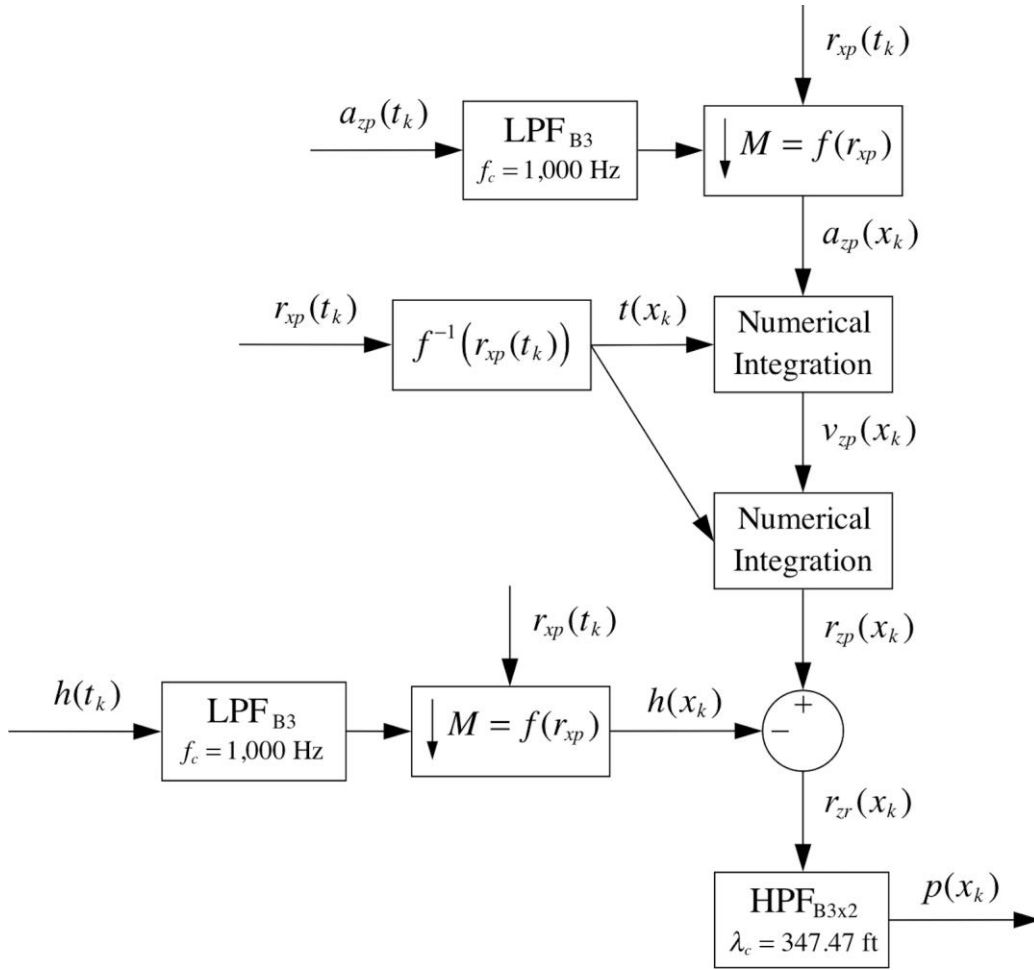 r_xp(t_k)
a_zp(t_k)
LPF_B3
f_c = 1,000 Hz
↓ M = f(r_xp)
a_zp(x_k)
r_xp(t_k)
f^-1(r_xp(t_k))
t(x_k)
Numerical
Integration
v_zp(x_k)
Numerical
Integration
r_xp(t_k)
r_zp(x_k)
h(t_k)
LPF_B3
f_c = 1,000 Hz
↓ M = f(r_xp)
h(x_k)
+
−
r_zr(x_k)
HPF_B3x2
λ_c = 347.47 ft
p(x_k)